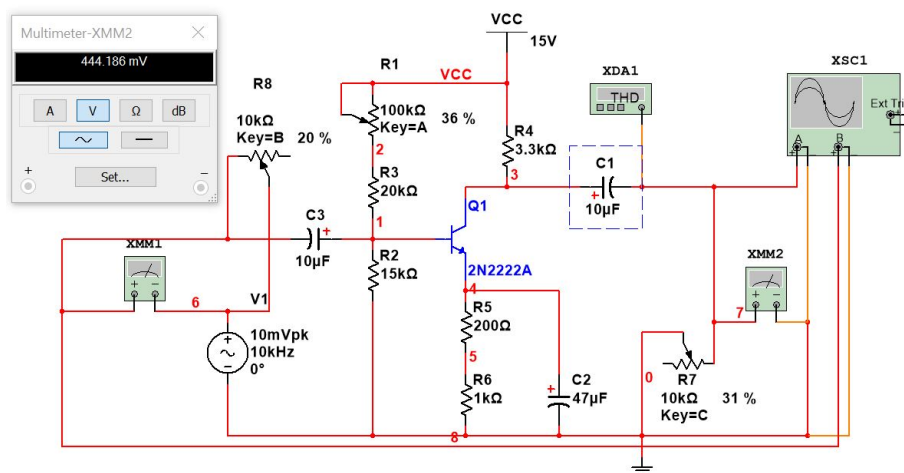 Multimeter-XMM2
444.186 mV
A V Ω dB
Set...
+ −
VCC
15V
XDA1
THD
XSC1
Ext Tri
A B
R8
10kΩ
Key=B
20 %
R1
VCC
100kΩ
Key=A
36 %
2
R4
3.3kΩ
3
C1
+
10µF
R3
20kΩ
1
Q1
2N2222A
C3
+
10µF
XMM1
+ −
6
V1
10mVpk
10kHz
0°
R2
15kΩ
4
R5
200Ω
5
R6
1kΩ
8
+
C2
47µF
XMM2
+ −
7
0
R7
10kΩ
Key=C
31 %